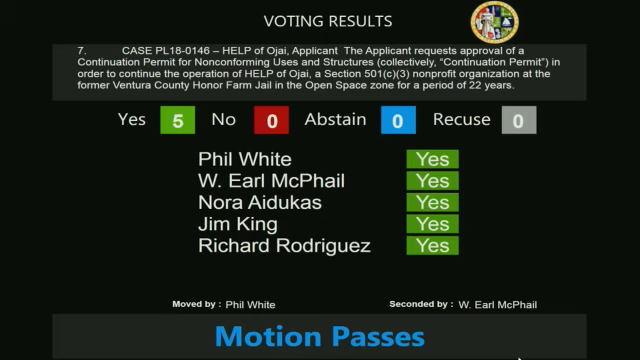 VOTING RESULTS
7. CASE PL18-0146 – HELP of Ojai, Applicant The Applicant requests approval of a
Continuation Permit for Nonconforming Uses and Structures (collectively, “Continuation Permit”) in
order to continue the operation of HELP of Ojai, a Section 501(c)(3) nonprofit organization at the
former Ventura County Honor Farm Jail in the Open Space zone for a period of 22 years.
Yes 5 No 0 Abstain 0 Recuse 0
Phil White Yes
W. Earl McPhail Yes
Nora Aidukas Yes
Jim King Yes
Richard Rodriguez Yes
Moved by : Phil White Seconded by : W. Earl McPhail
Motion Passes